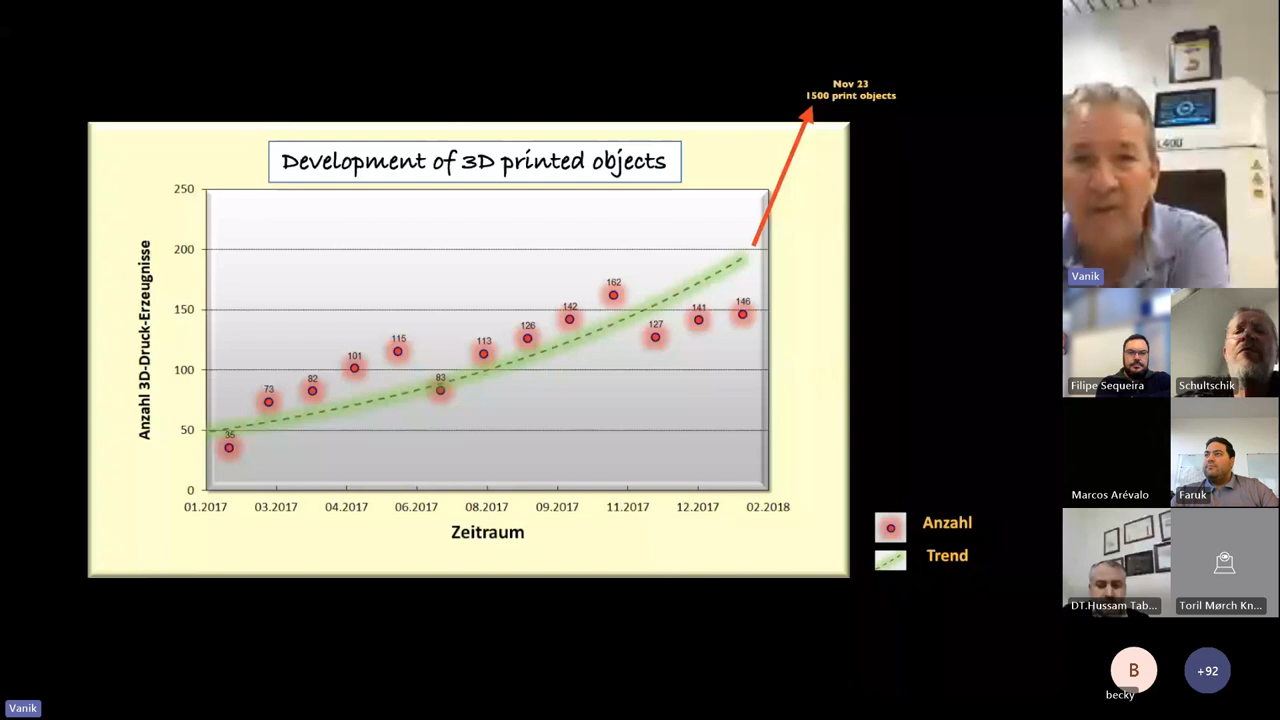 Nov 23
1500 print objects
Development of 3D printed objects
Anzahl 3D-Druck-Erzeugnisse
250
200
150
100
50
0
35
73
82
101
115
83
113
126
142
162
127
141
146
01.2017
03.2017
04.2017
06.2017
08.2017
09.2017
11.2017
12.2017
02.2018
Zeitraum
Anzahl
Trend
Vanik
Filipe Sequeira
Schultschik
Marcos Arévalo
Faruk
DT.Hussam Tab...
Toril Mørch Kn...
B
becky
+92
Vanik